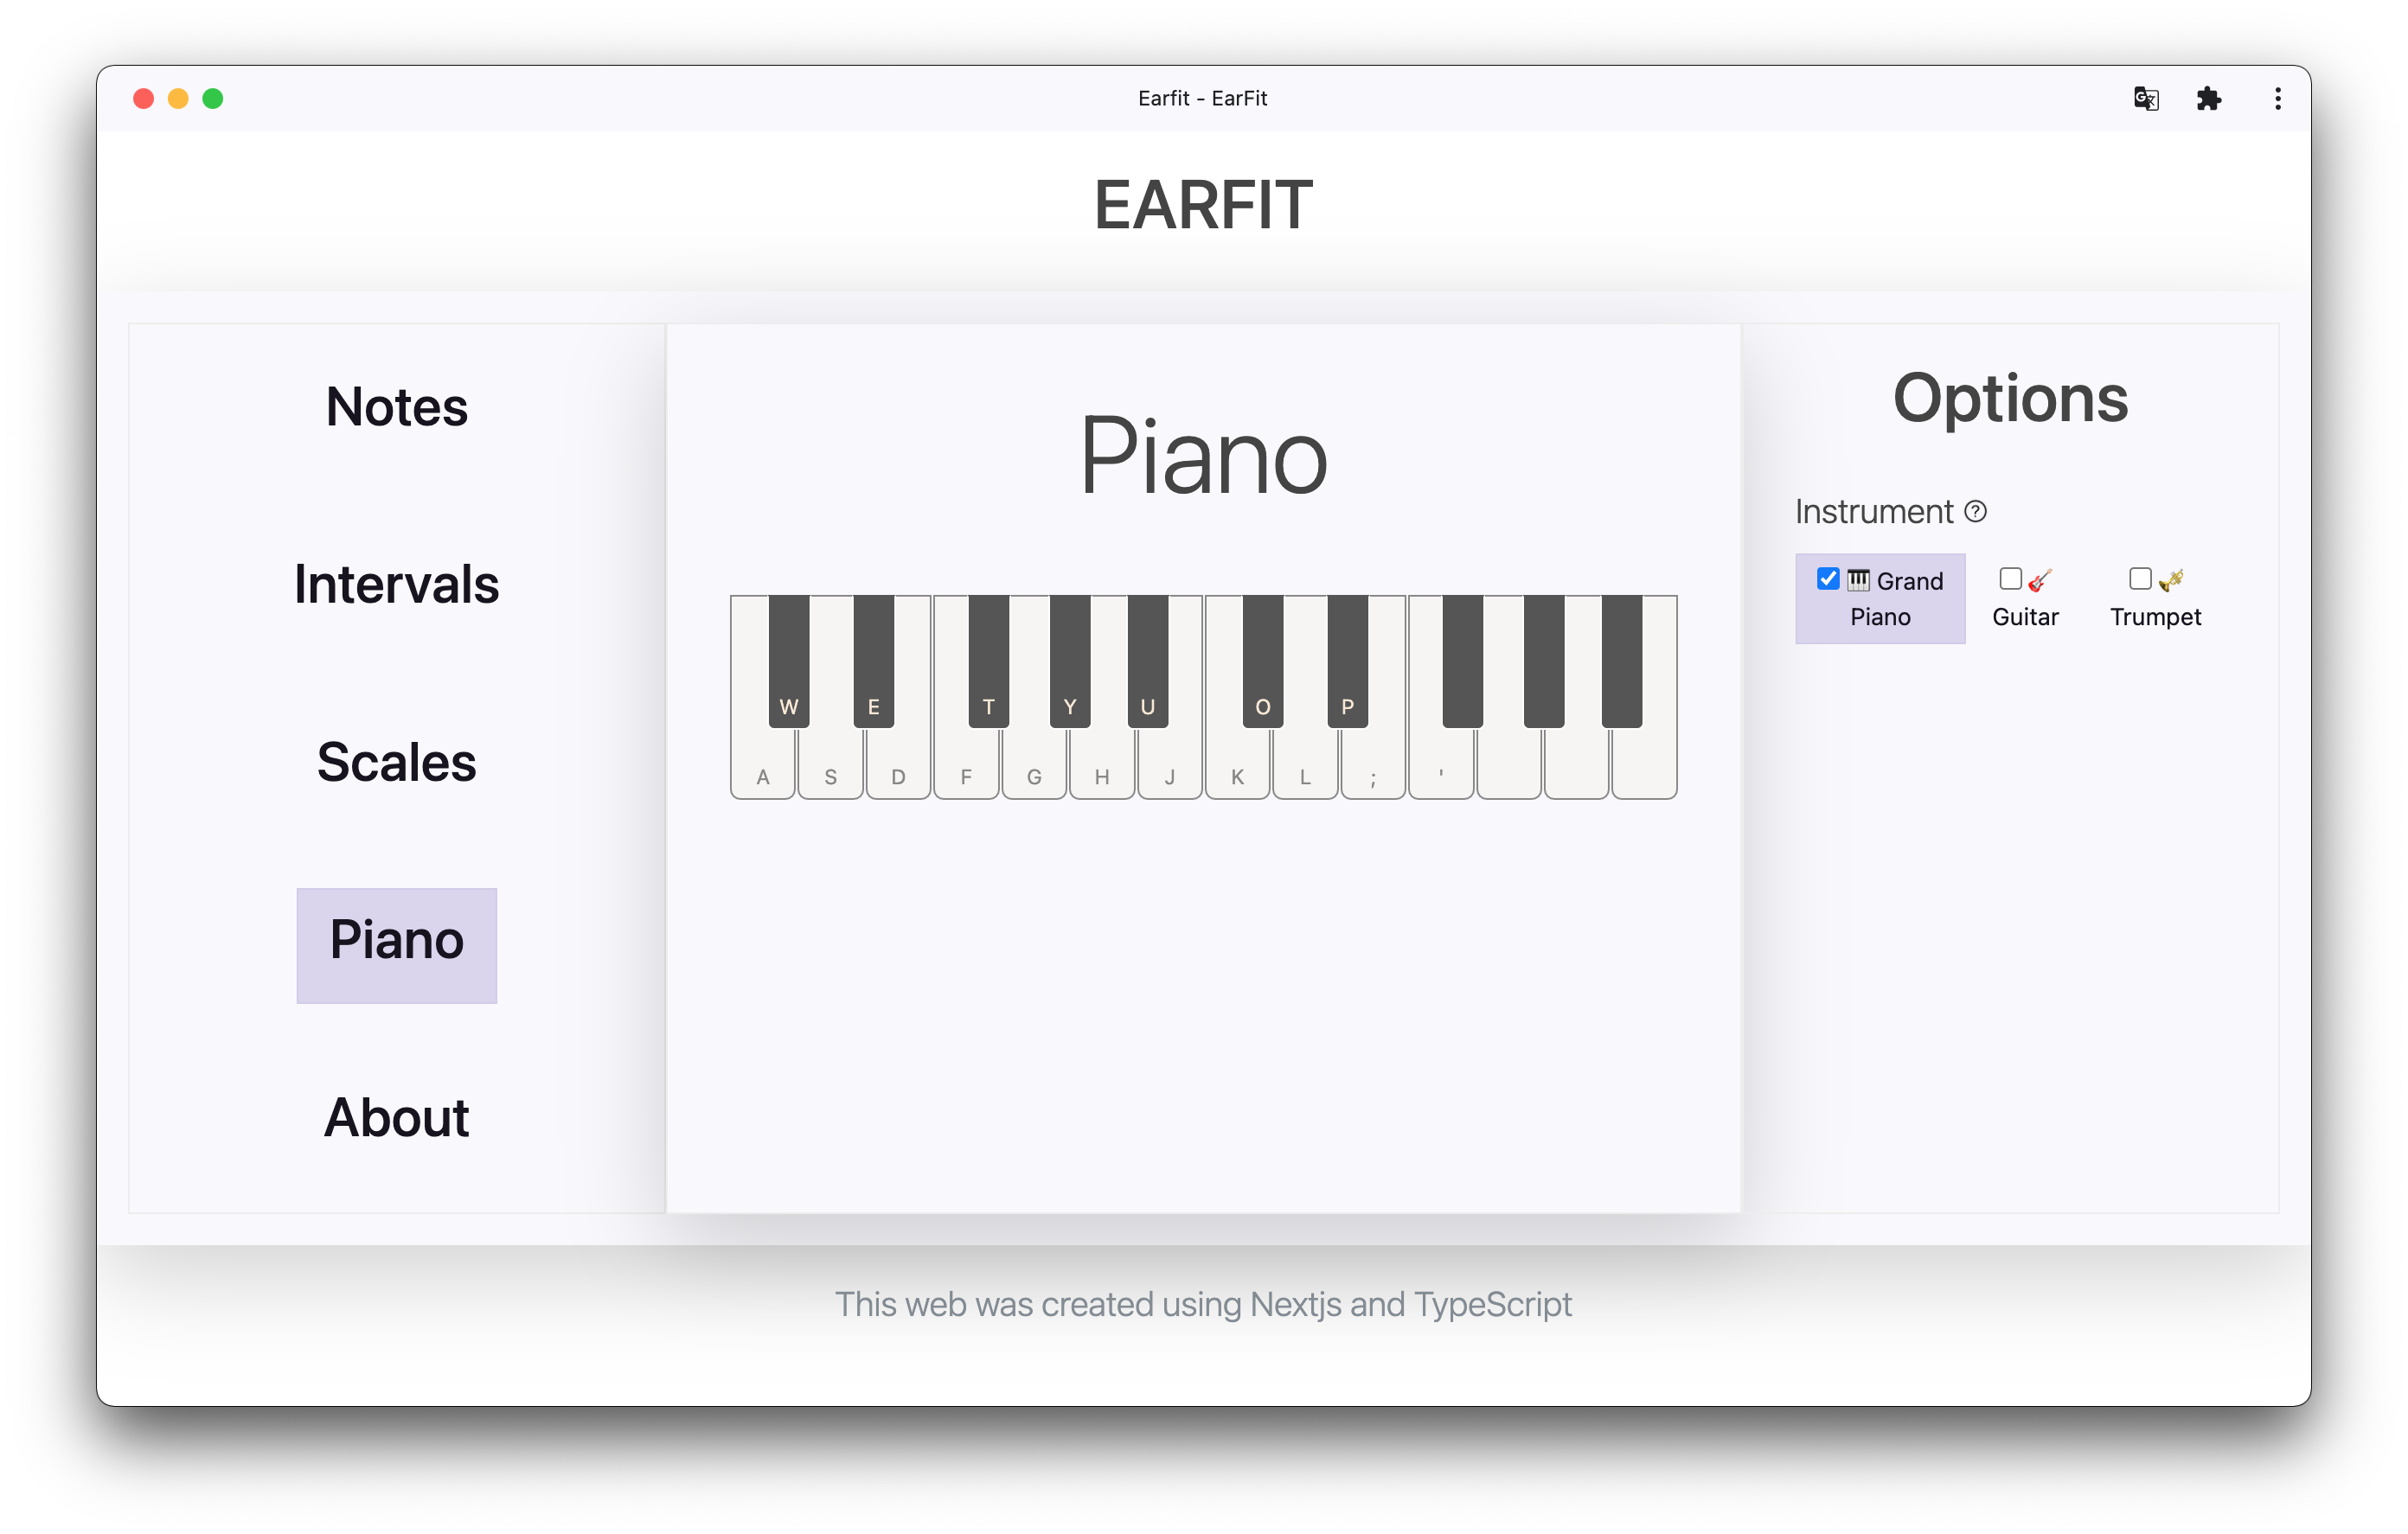 Earfit - EarFit
EARFIT
Notes
Intervals
Scales
Piano
About
Piano
W E T Y U O P
A S D F G H J K L ; '
Options
Instrument
Grand
Piano
Guitar
Trumpet
This web was created using Nextjs and TypeScript